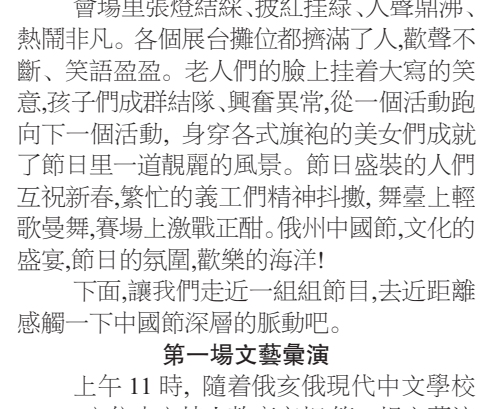 會場里張燈結綵、披紅挂綠、人聲鼎沸、
熱鬧非凡。各個展台攤位都擠滿了人,歡聲不
斷、笑語盈盈。老人們的臉上挂着大寫的笑
意,孩子們成群結隊、興奮異常,從一個活動跑
向下一個活動, 身穿各式旗袍的美女們成就
了節日里一道靚麗的風景。節日盛裝的人們
互祝新春,繁忙的義工們精神抖擻, 舞臺上輕
歌曼舞,賽場上激戰正酣。俄州中國節,文化的
盛宴,節日的氛圍,歡樂的海洋!
下面,讓我們走近一組組節目,去近距離
感觸一下中國節深層的脈動吧。
第一場文藝彙演
上午 11 時, 隨着俄亥俄現代中文學校